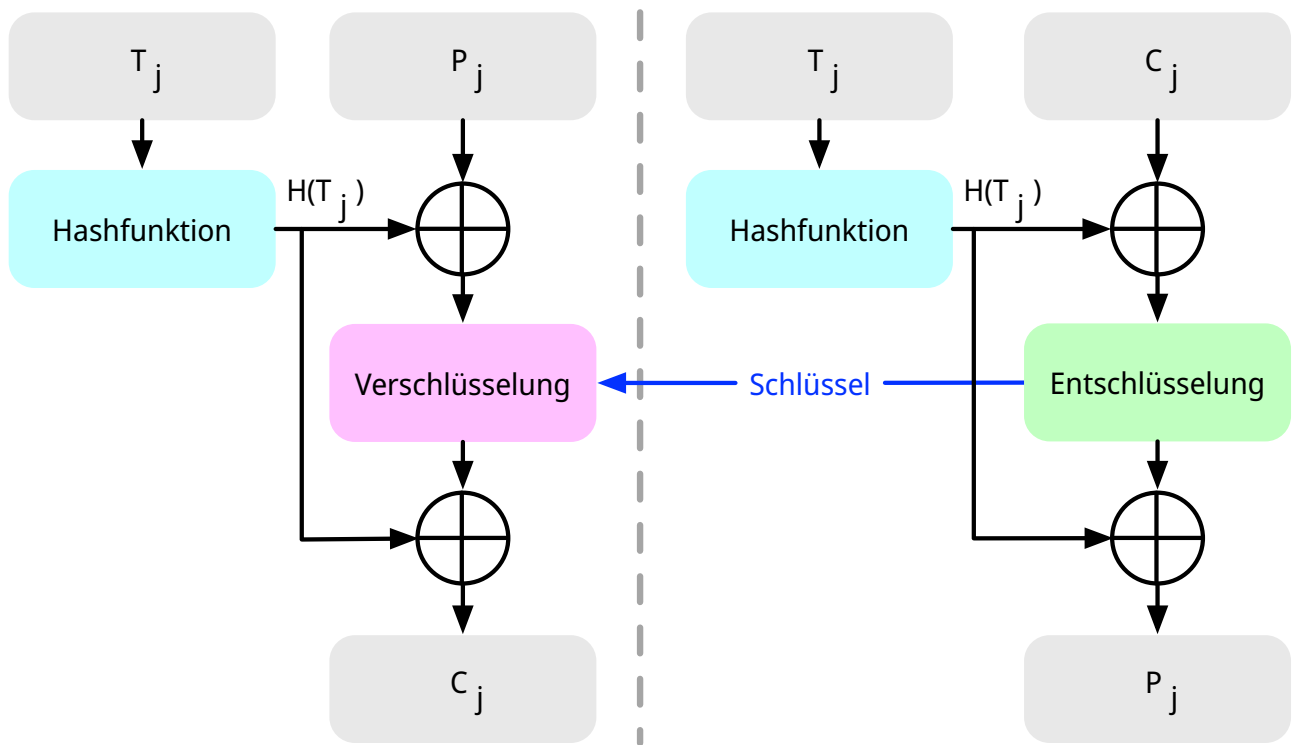 T j
P j
T j
C j
H(T j )
H(T j )
Hashfunktion
Hashfunktion
Verschlüsselung
Schlüssel
Entschlüsselung
C j
P j